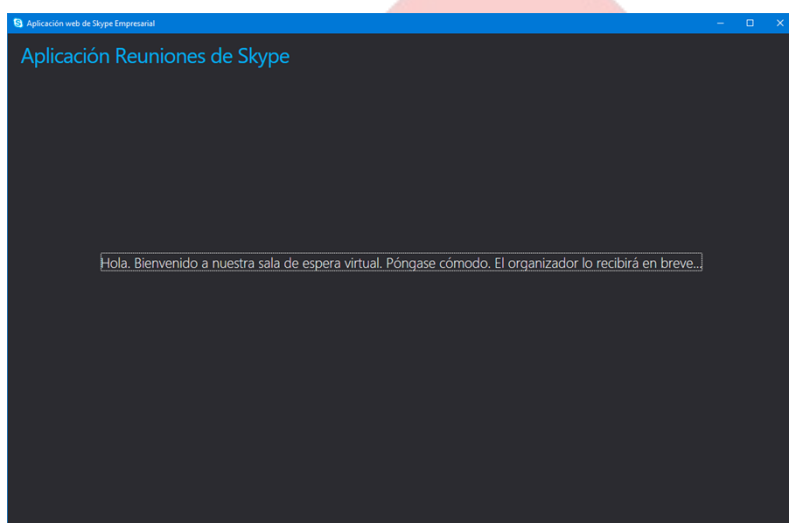 Aplicación web de Skype Empresarial
Aplicación Reuniones de Skype
Hola. Bienvenido a nuestra sala de espera virtual. Póngase cómodo. El organizador lo recibirá en breve...